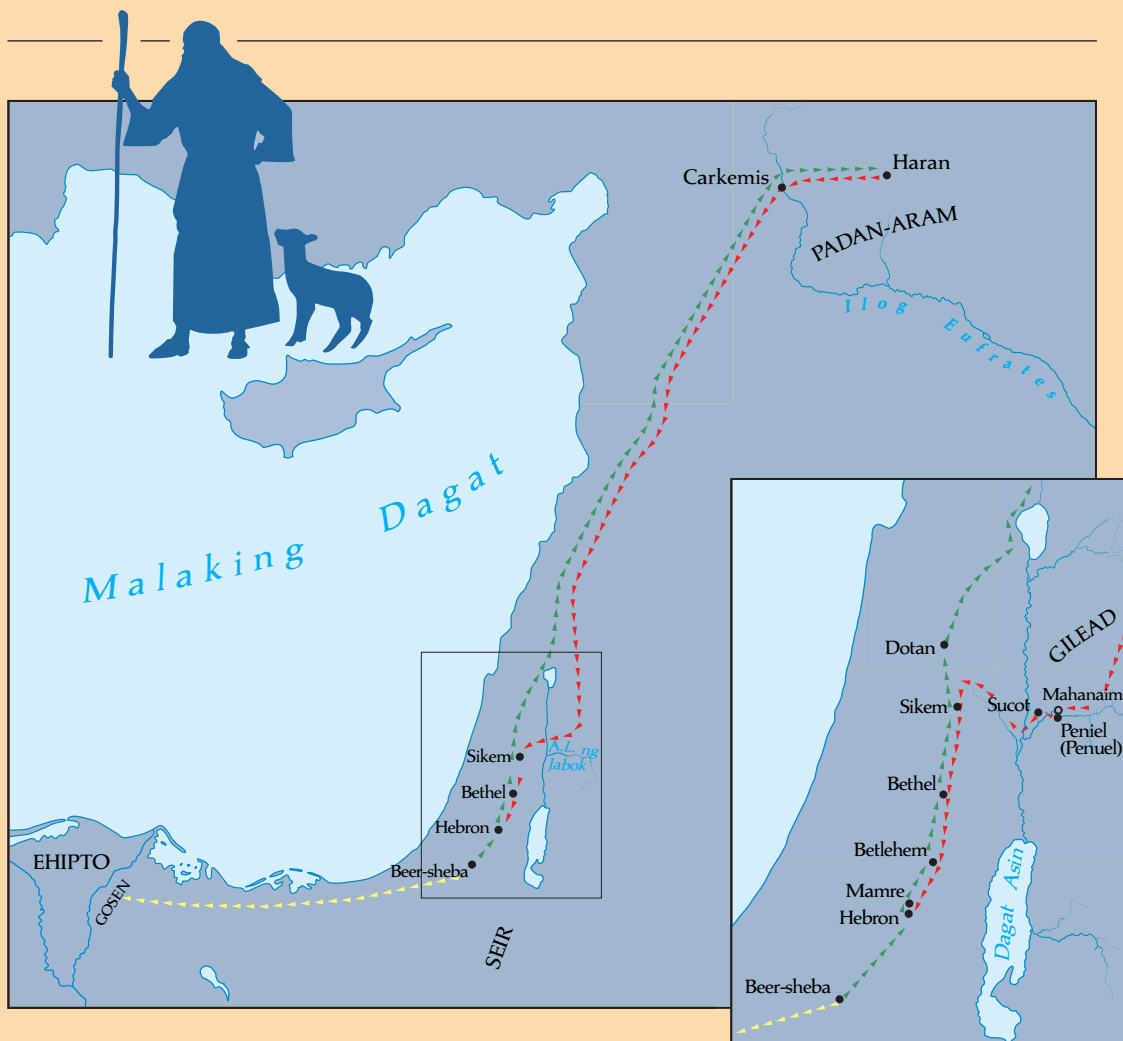 Haran
Carkemis
PADAN-ARAM
Ilog Eufrates
Malaking Dagat
Sikem
A.L. ng
Jabok
Bethel
Hebron
Beer-sheba
EHIPTO
GOSEN
SEIR
Dotan
GILEAD
Sikem
Sucot
Mahanaim
Peniel
(Penuel)
Bethel
Betlehem
Mamre
Hebron
Dagat Asin
Beer-sheba